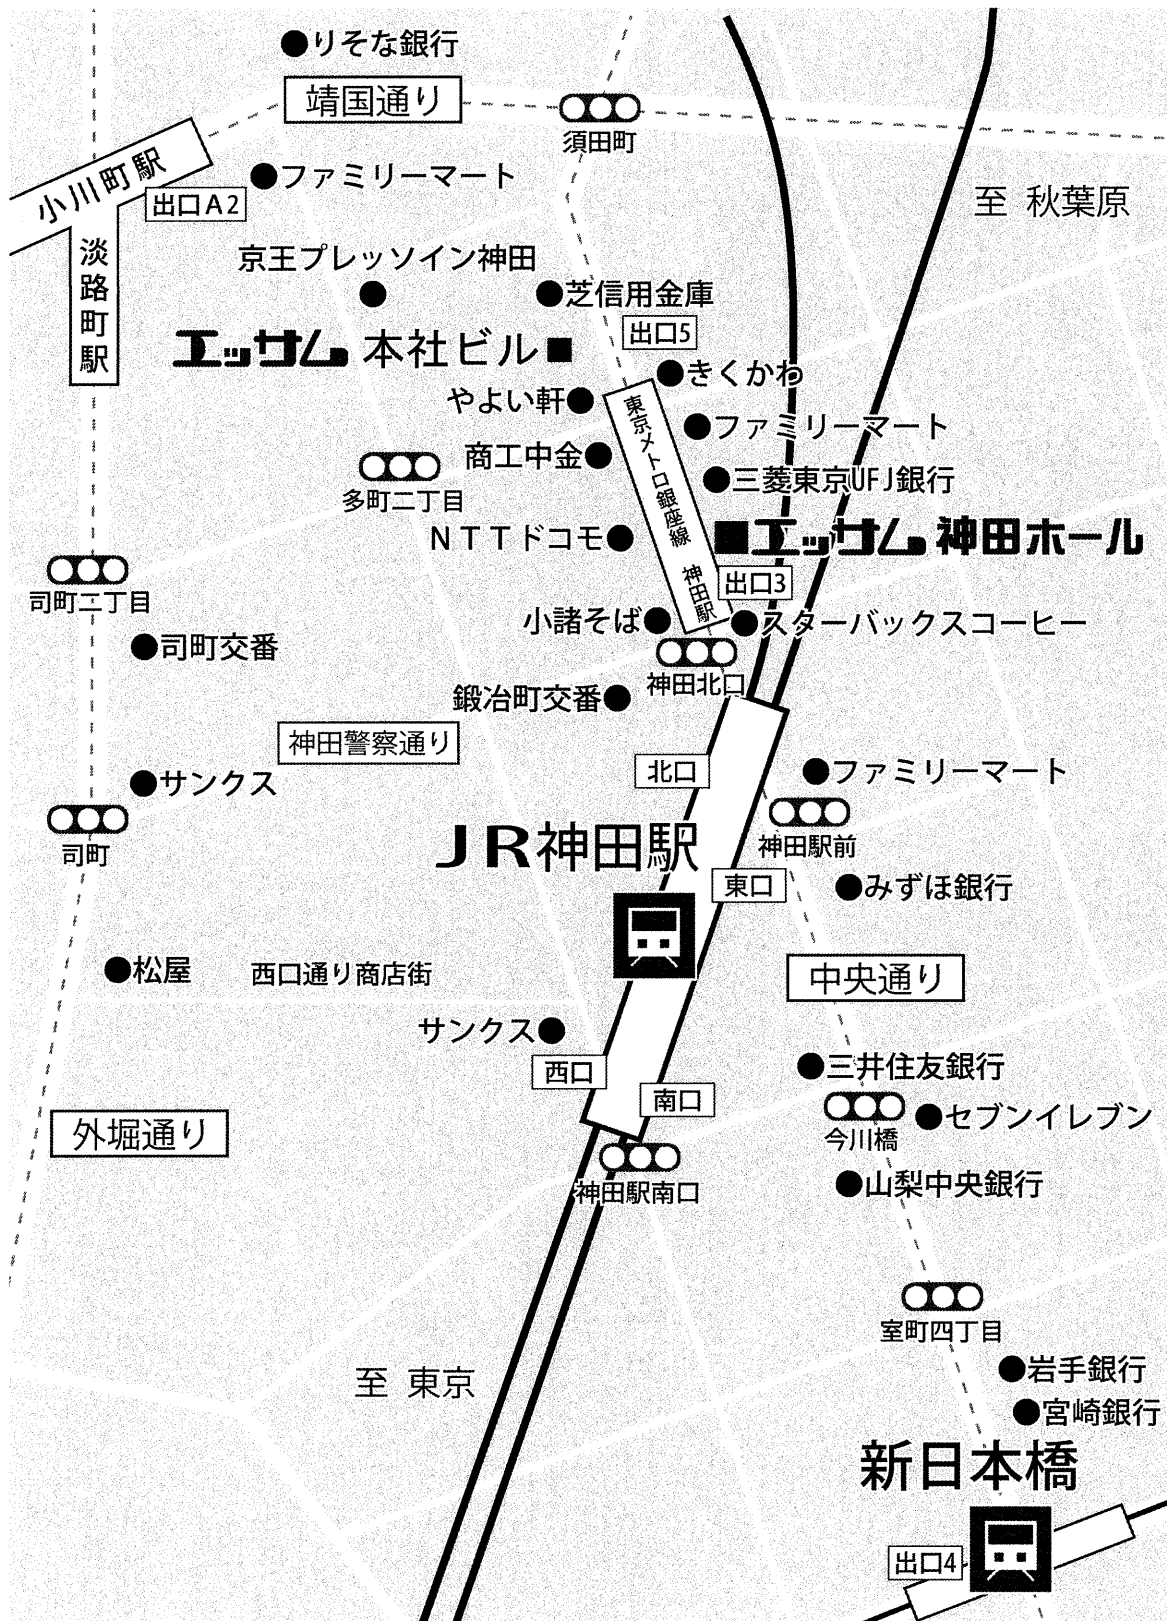 りそな銀行
靖国通り
須田町
小川町駅
ファミリーマート
出口A2
至 秋葉原
淡路町駅
京王プレッソイン神田
芝信用金庫
出口5
エッサム 本社ビル
きくかわ
やよい軒
東京メトロ銀座線 神田駅
ファミリーマート
商工中金
多町二丁目
三菱東京UFJ銀行
NTTドコモ
エッサム 神田ホール
司町二丁目
出口3
小諸そば
スターバックスコーヒー
司町交番
神田北口
鍛冶町交番
神田警察通り
北口
ファミリーマート
サンクス
司町
神田駅前
JR神田駅
東口
みずほ銀行
松屋
西口通り商店街
中央通り
サンクス
西口
三井住友銀行
南口
セブンイレブン
今川橋
外堀通り
神田駅南口
山梨中央銀行
室町四丁目
岩手銀行
至 東京
宮崎銀行
新日本橋
出口4